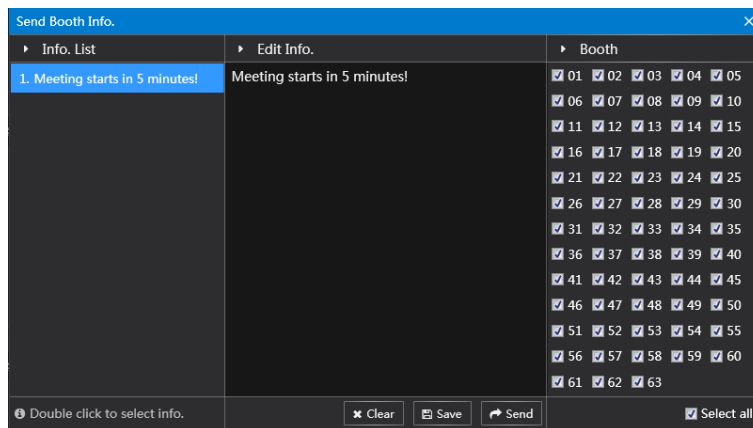 Send Booth Info.
Info. List
Edit Info.
Booth
1. Meeting starts in 5 minutes!
Meeting starts in 5 minutes!
01 02 03 04 05
06 07 08 09 10
11 12 13 14 15
16 17 18 19 20
21 22 23 24 25
26 27 28 29 30
31 32 33 34 35
36 37 38 39 40
41 42 43 44 45
46 47 48 49 50
51 52 53 54 55
56 57 58 59 60
61 62 63
Double click to select info.
Clear
Save
Send
Select all